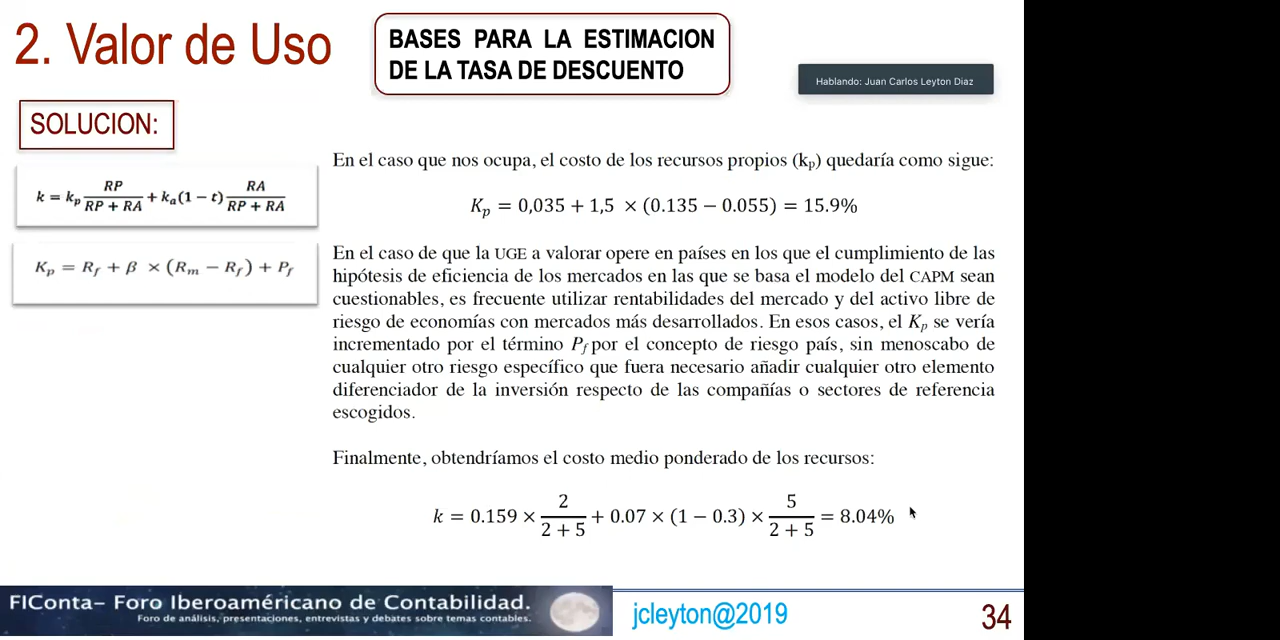 2. Valor de Uso
BASES PARA LA ESTIMACION
DE LA TASA DE DESCUENTO
Hablando: Juan Carlos Leyton Diaz
SOLUCION:
k = k_p RP/(RP + RA) + k_a(1 − t) RA/(RP + RA)
K_p = R_f + β × (R_m − R_f) + P_f
En el caso que nos ocupa, el costo de los recursos propios (k_p) quedaría como sigue:
K_p = 0,035 + 1,5 × (0.135 − 0.055) = 15.9%
En el caso de que la UGE a valorar opere en países en los que el cumplimiento de las
hipótesis de eficiencia de los mercados en las que se basa el modelo del CAPM sean
cuestionables, es frecuente utilizar rentabilidades del mercado y del activo libre de
riesgo de economías con mercados más desarrollados. En esos casos, el K_p se vería
incrementado por el término P_f por el concepto de riesgo país, sin menoscabo de
cualquier otro riesgo específico que fuera necesario añadir cualquier otro elemento
diferenciador de la inversión respecto de las compañías o sectores de referencia
escogidos.
Finalmente, obtendríamos el costo medio ponderado de los recursos:
k = 0.159 × 2/(2 + 5) + 0.07 × (1 − 0.3) × 5/(2 + 5) = 8.04%
FIConta– Foro Iberoaméricano de Contabilidad.
Foro de análisis, presentaciones, entrevistas y debates sobre temas contables.
jcleyton@2019
34